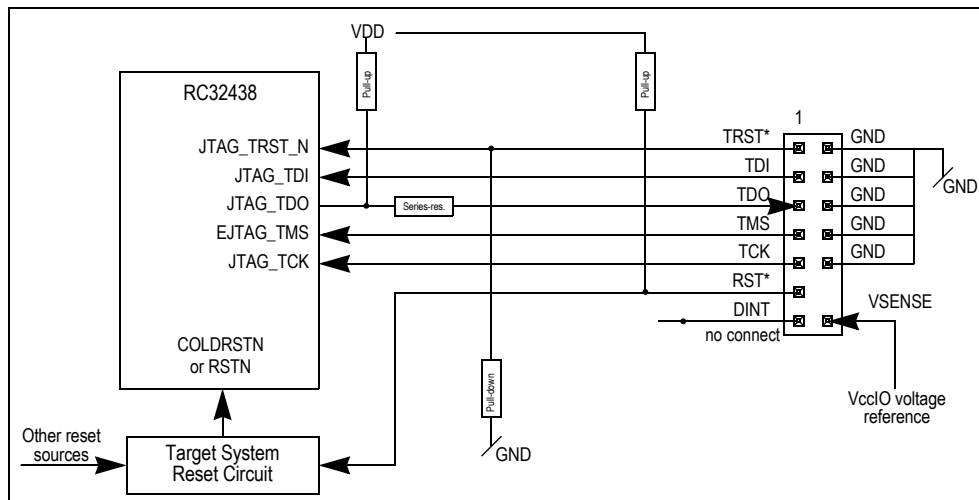 VDD
Pull-up
Pull-up
RC32438
1
JTAG_TRST_N
TRST*
GND
JTAG_TDI
TDI
GND
GND
JTAG_TDO
Series-res.
TDO
GND
EJTAG_TMS
TMS
GND
JTAG_TCK
TCK
GND
RST*
DINT
VSENSE
no connect
COLDRSTN
or RSTN
Pull-down
VccIO voltage
reference
Other reset
sources
Target System
Reset Circuit
GND